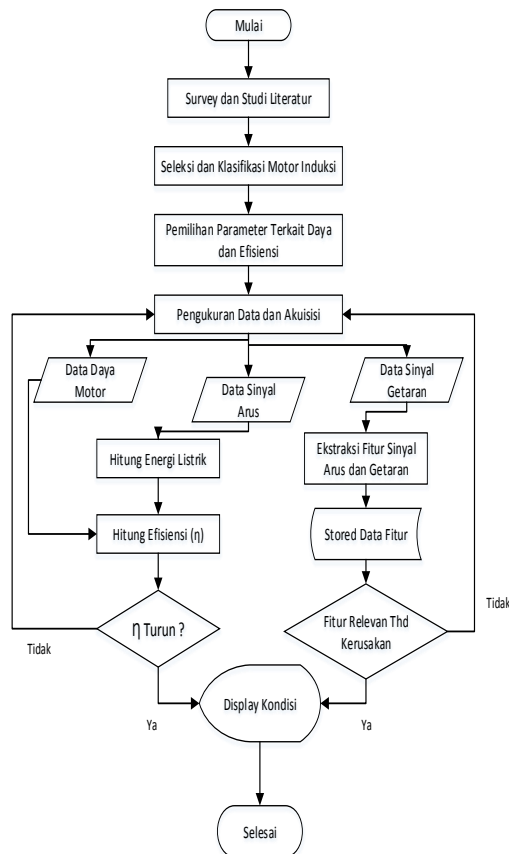 Mulai
Survey dan Studi Literatur
Seleksi dan Klasifikasi Motor Induksi
Pemilihan Parameter Terkait Daya
dan Efisiensi
Pengukuran Data dan Akuisisi
Data Daya
Motor
Data Sinyal
Arus
Data Sinyal
Getaran
Hitung Energi Listrik
Ekstraksi Fitur Sinyal
Arus dan Getaran
Hitung Efisiensi (η)
Stored Data Fitur
Ƞ Turun ?
Fitur Relevan Thd
Kerusakan
Tidak
Tidak
Display Kondisi
Ya
Ya
Selesai